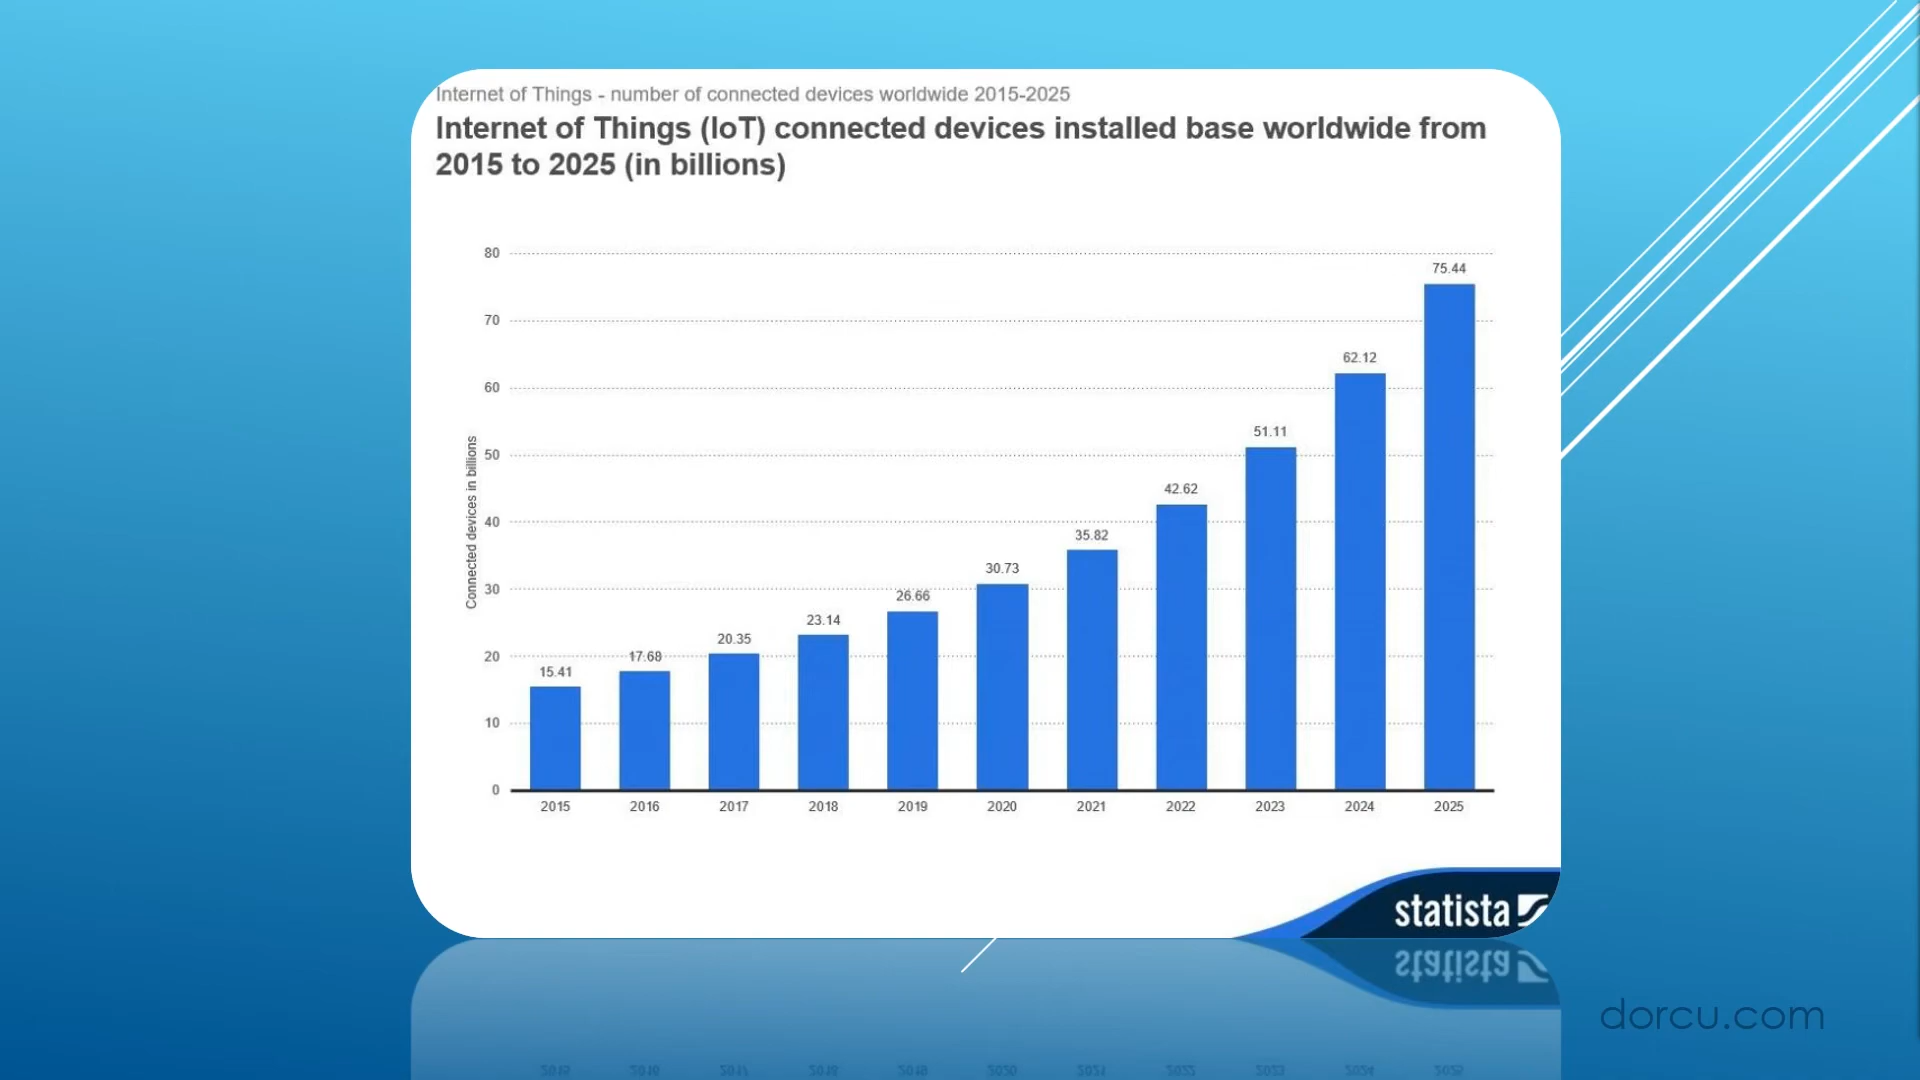 Internet of Things - number of connected devices worldwide 2015-2025
Internet of Things (IoT) connected devices installed base worldwide from
2015 to 2025 (in billions)
Connected devices in billions
80
70
60
50
40
30
20
10
0
15.41
17.68
20.35
23.14
26.66
30.73
35.82
42.62
51.11
62.12
75.44
2015 2016 2017 2018 2019 2020 2021 2022 2023 2024 2025
statista
dorcu.com